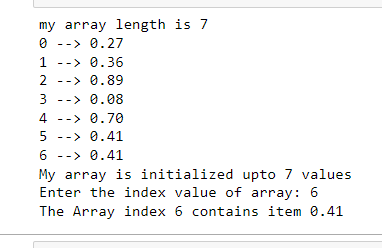 my array length is 7
0 --> 0.27
1 --> 0.36
2 --> 0.89
3 --> 0.08
4 --> 0.70
5 --> 0.41
6 --> 0.41
My array is initialized upto 7 values
Enter the index value of array: 6
The Array index 6 contains item 0.41